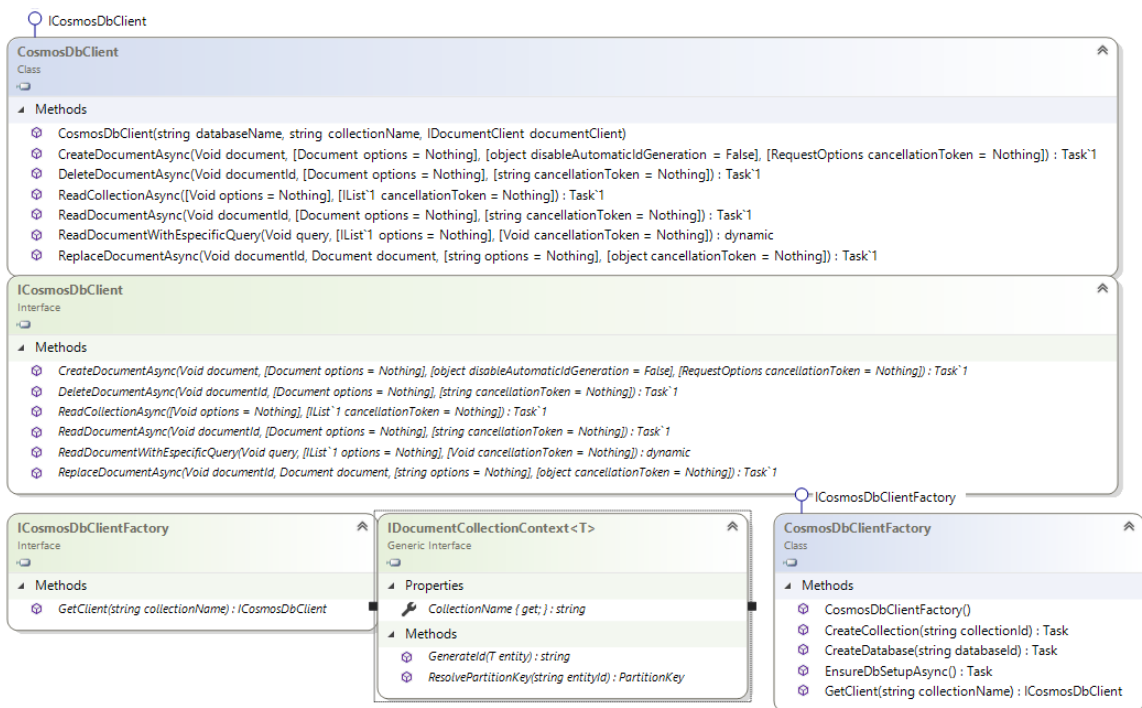 ICosmosDbClient
CosmosDbClient
Class
Methods
CosmosDbClient(string databaseName, string collectionName, IDocumentClient documentClient)
CreateDocumentAsync(Void document, [Document options = Nothing], [object disableAutomaticIdGeneration = False], [RequestOptions cancellationToken = Nothing]) : Task`1
DeleteDocumentAsync(Void documentId, [Document options = Nothing], [string cancellationToken = Nothing]) : Task`1
ReadCollectionAsync([Void options = Nothing], [IList`1 cancellationToken = Nothing]) : Task`1
ReadDocumentAsync(Void documentId, [Document options = Nothing], [string cancellationToken = Nothing]) : Task`1
ReadDocumentWithEspecificQuery(Void query, [IList`1 options = Nothing], [Void cancellationToken = Nothing]) : dynamic
ReplaceDocumentAsync(Void documentId, Document document, [string options = Nothing], [object cancellationToken = Nothing]) : Task`1
ICosmosDbClient
Interface
Methods
CreateDocumentAsync(Void document, [Document options = Nothing], [object disableAutomaticIdGeneration = False], [RequestOptions cancellationToken = Nothing]) : Task`1
DeleteDocumentAsync(Void documentId, [Document options = Nothing], [string cancellationToken = Nothing]) : Task`1
ReadCollectionAsync([Void options = Nothing], [IList`1 cancellationToken = Nothing]) : Task`1
ReadDocumentAsync(Void documentId, [Document options = Nothing], [string cancellationToken = Nothing]) : Task`1
ReadDocumentWithEspecificQuery(Void query, [IList`1 options = Nothing], [Void cancellationToken = Nothing]) : dynamic
ReplaceDocumentAsync(Void documentId, Document document, [string options = Nothing], [object cancellationToken = Nothing]) : Task`1
ICosmosDbClientFactory
Interface
Methods
GetClient(string collectionName) : ICosmosDbClient
IDocumentCollectionContext<T>
Generic Interface
Properties
CollectionName { get; } : string
Methods
GenerateId(T entity) : string
ResolvePartitionKey(string entityId) : PartitionKey
ICosmosDbClientFactory
CosmosDbClientFactory
Class
Methods
CosmosDbClientFactory()
CreateCollection(string collectionId) : Task
CreateDatabase(string databaseId) : Task
EnsureDbSetupAsync() : Task
GetClient(string collectionName) : ICosmosDbClient